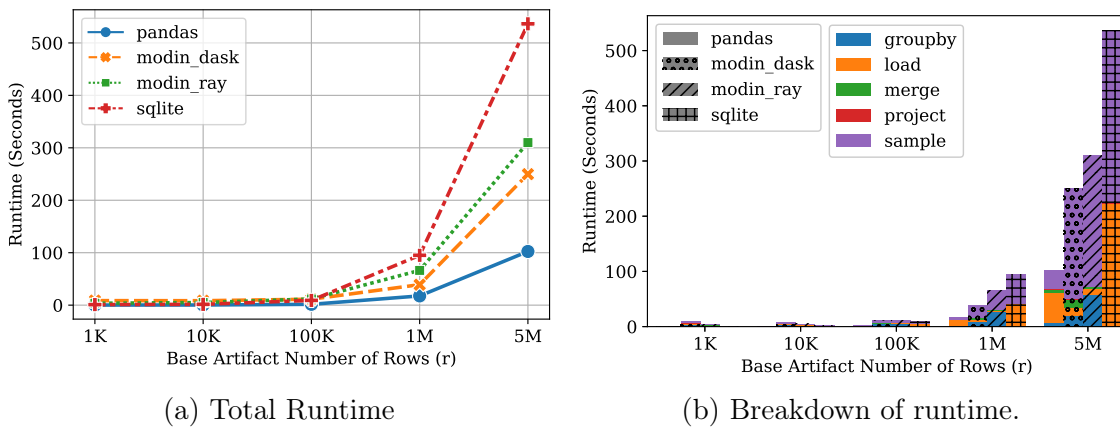 500
400
300
200
100
0
Runtime (Seconds)
pandas
modin_dask
modin_ray
sqlite
1K
10K
100K
1M
5M
Base Artifact Number of Rows (r)
(a) Total Runtime
500
400
300
200
100
0
Runtime (Seconds)
pandas
modin_dask
modin_ray
sqlite
groupby
load
merge
project
sample
1K
10K
100K
1M
5M
Base Artifact Number of Rows (r)
(b) Breakdown of runtime.